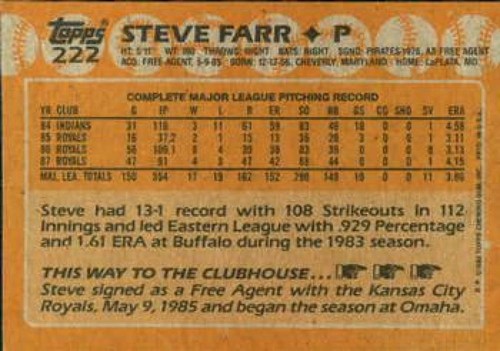 Topps
222
STEVE FARR ✦ P
HT: 5'11" WT: 190 THROWS: RIGHT BATS: RIGHT SGND: PIRATES-1976, AS FREE AGENT
ACQ: FREE AGENT, 5-9-85 BORN: 12-12-56, CHEVERLY, MARYLAND HOME: LaPLATA, MD.
COMPLETE MAJOR LEAGUE PITCHING RECORD
YR CLUB G IP W L R ER SO BB GS CG SHO SV ERA
84 INDIANS 31 116 3 11 61 59 83 46 16 0 0 1 4.58
85 ROYALS 16 37.2 2 1 15 13 36 20 0 0 1 3.11
86 ROYALS 56 109.1 8 4 39 38 83 39 0 0 0 8 3.13
87 ROYALS 47 91 4 3 47 42 88 44 0 0 0 1 4.15
MAJ. LEA. TOTALS 150 354 17 19 162 152 290 149 0 0 11 3.86
Steve had 13-1 record with 108 Strikeouts in 112
Innings and led Eastern League with .929 Percentage
and 1.61 ERA at Buffalo during the 1983 season.
THIS WAY TO THE CLUBHOUSE...
Steve signed as a Free Agent with the Kansas City
Royals, May 9, 1985 and began the season at Omaha.